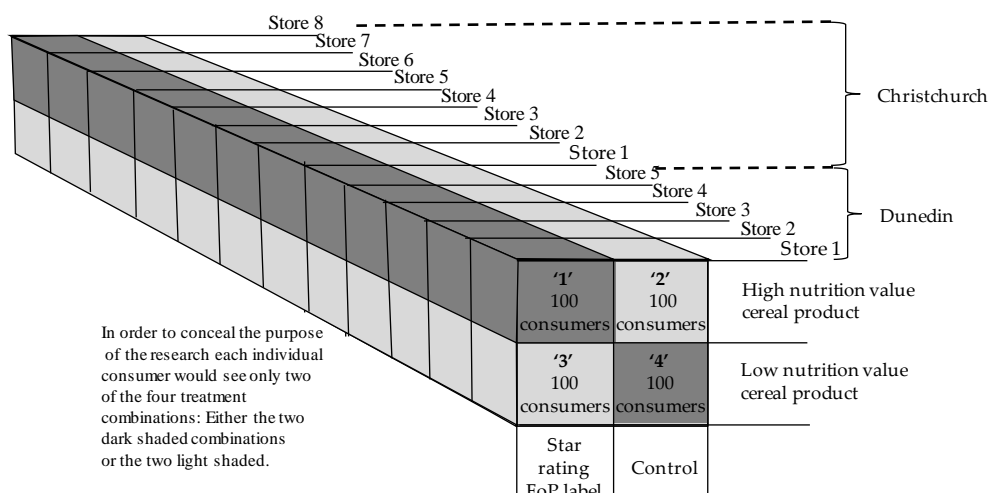 Store 8
Store 7
Store 6
Store 5
Store 4
Store 3
Store 2
Store 1
Christchurch
Store 5
Store 4
Store 3
Store 2
Store 1
Dunedin
'1'
100
consumers
'2'
100
consumers
High nutrition value
cereal product
'3'
100
consumers
'4'
100
consumers
Low nutrition value
cereal product
In order to conceal the purpose
of the research each individual
consumer would see only two
of the four treatment
combinations: Either the two
dark shaded combinations
or the two light shaded.
Star
rating
FoP label
Control